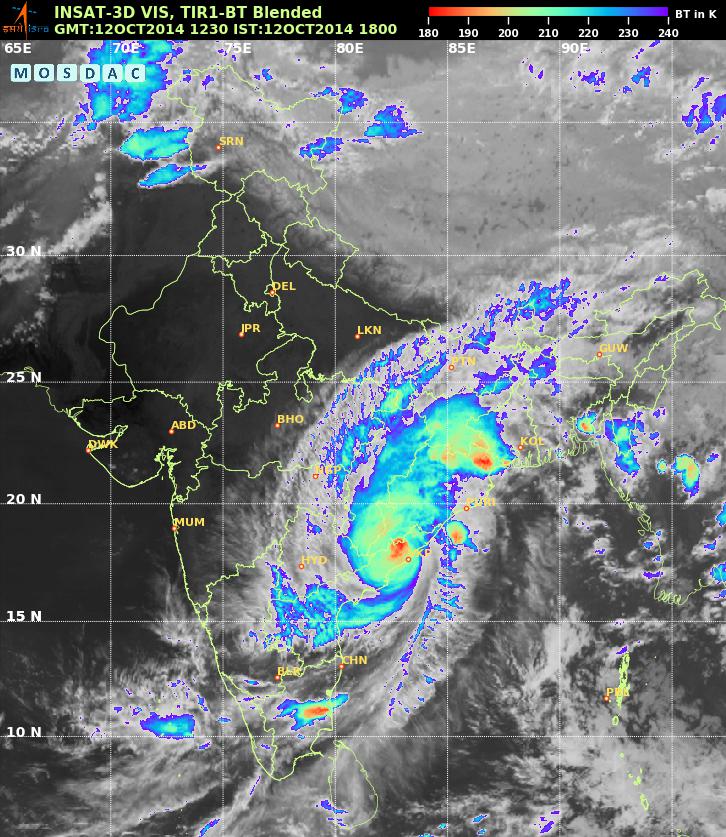 INSAT-3D VIS, TIR1-BT Blended
GMT:12OCT2014 1230 IST:12OCT2014 1800
BT in K
180 190 200 210 220 230 240
65E 70E 75E 80E 85E 90E
MOSDAC
SRN
30 N
DEL
JPR LKN
GUW
PTN
25 N
ABD BHO
DWK KOL
NGP
20 N
PURI
MUM
HYD
15 N
CHN
BLR
PBL
10 N